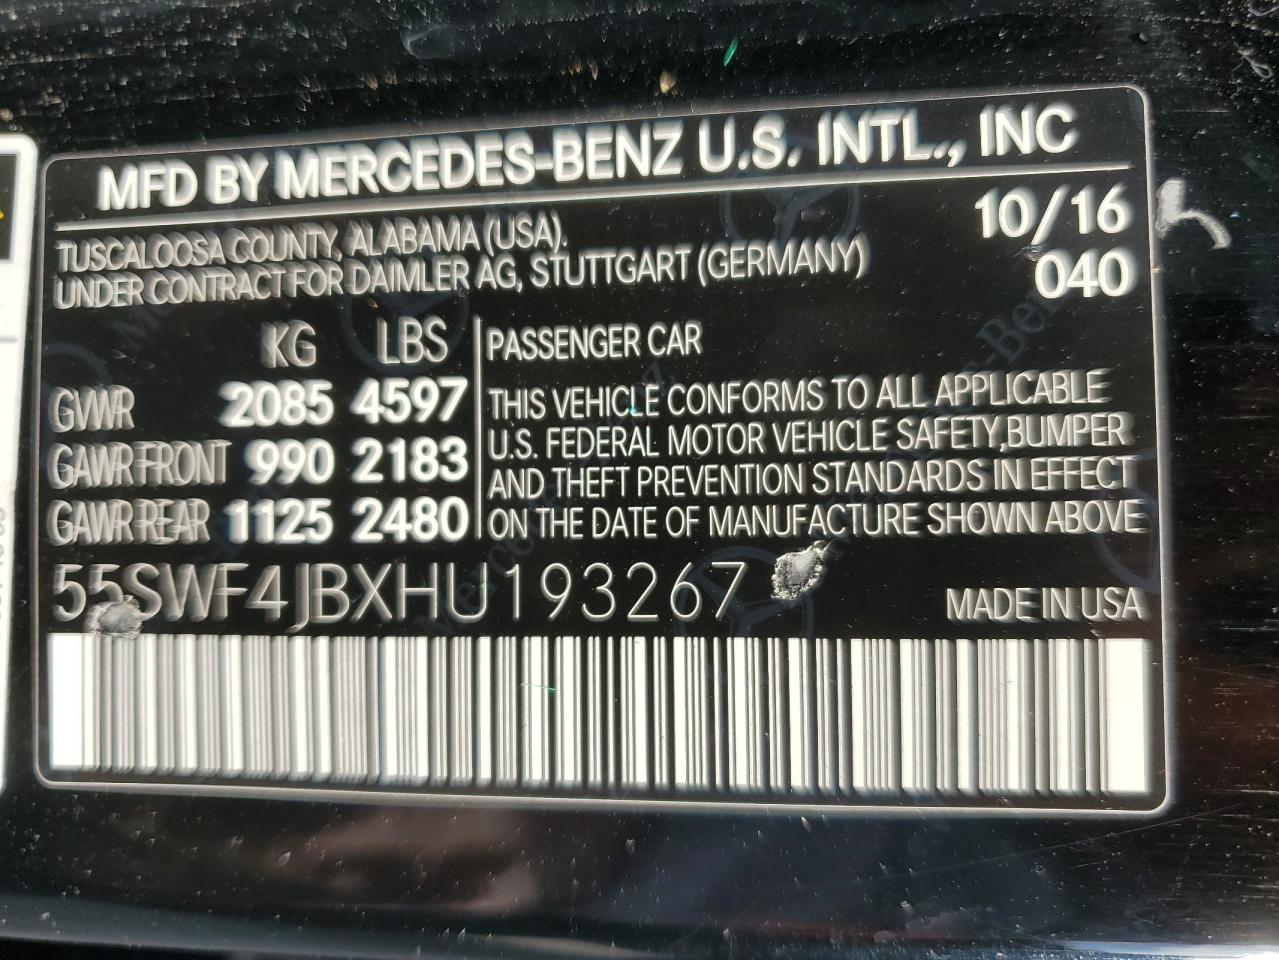 MFD BY MERCEDES-BENZ U.S. INTL., INC
TUSCALOOSA COUNTY, ALABAMA (USA).
UNDER CONTRACT FOR DAIMLER AG, STUTTGART (GERMANY)
10/16
040
KG LBS
GVWR 2085 4597
GAWR FRONT 990 2183
GAWR REAR 1125 2480
PASSENGER CAR
THIS VEHICLE CONFORMS TO ALL APPLICABLE
U.S. FEDERAL MOTOR VEHICLE SAFETY,BUMPER
AND THEFT PREVENTION STANDARDS IN EFFECT
ON THE DATE OF MANUFACTURE SHOWN ABOVE
55SWF4JBXHU193267
MADE IN USA